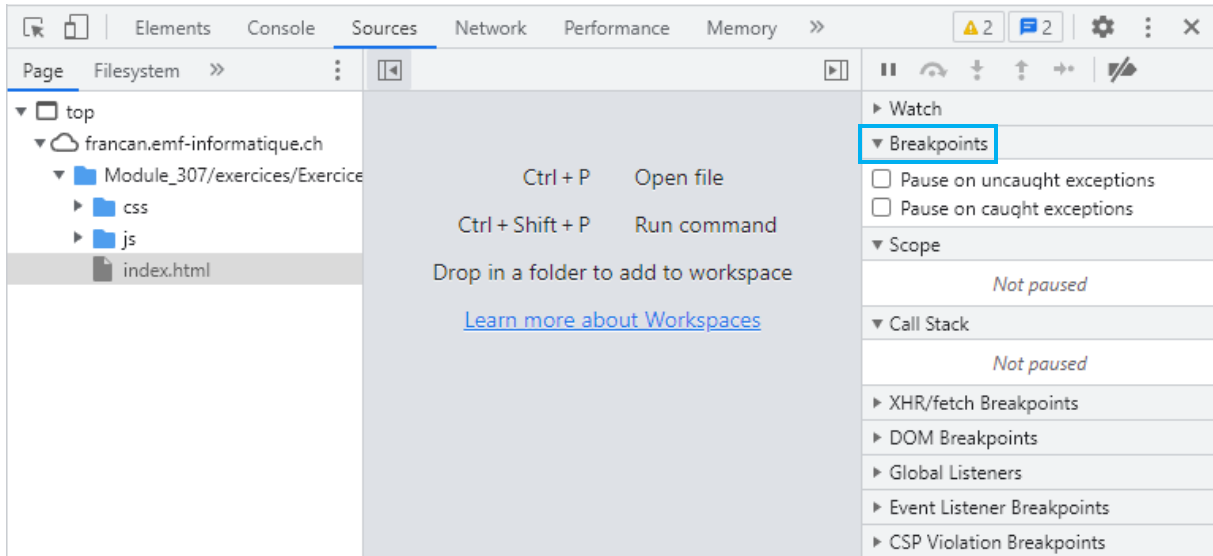 Elements Console Sources Network Performance Memory 2 2
Page Filesystem
top
francan.emf-informatique.ch
Module_307/exercices/Exercice
css
js
index.html
Ctrl + P Open file
Ctrl + Shift + P Run command
Drop in a folder to add to workspace
Learn more about Workspaces
Watch
Breakpoints
Pause on uncaught exceptions
Pause on caught exceptions
Scope
Not paused
Call Stack
Not paused
XHR/fetch Breakpoints
DOM Breakpoints
Global Listeners
Event Listener Breakpoints
CSP Violation Breakpoints